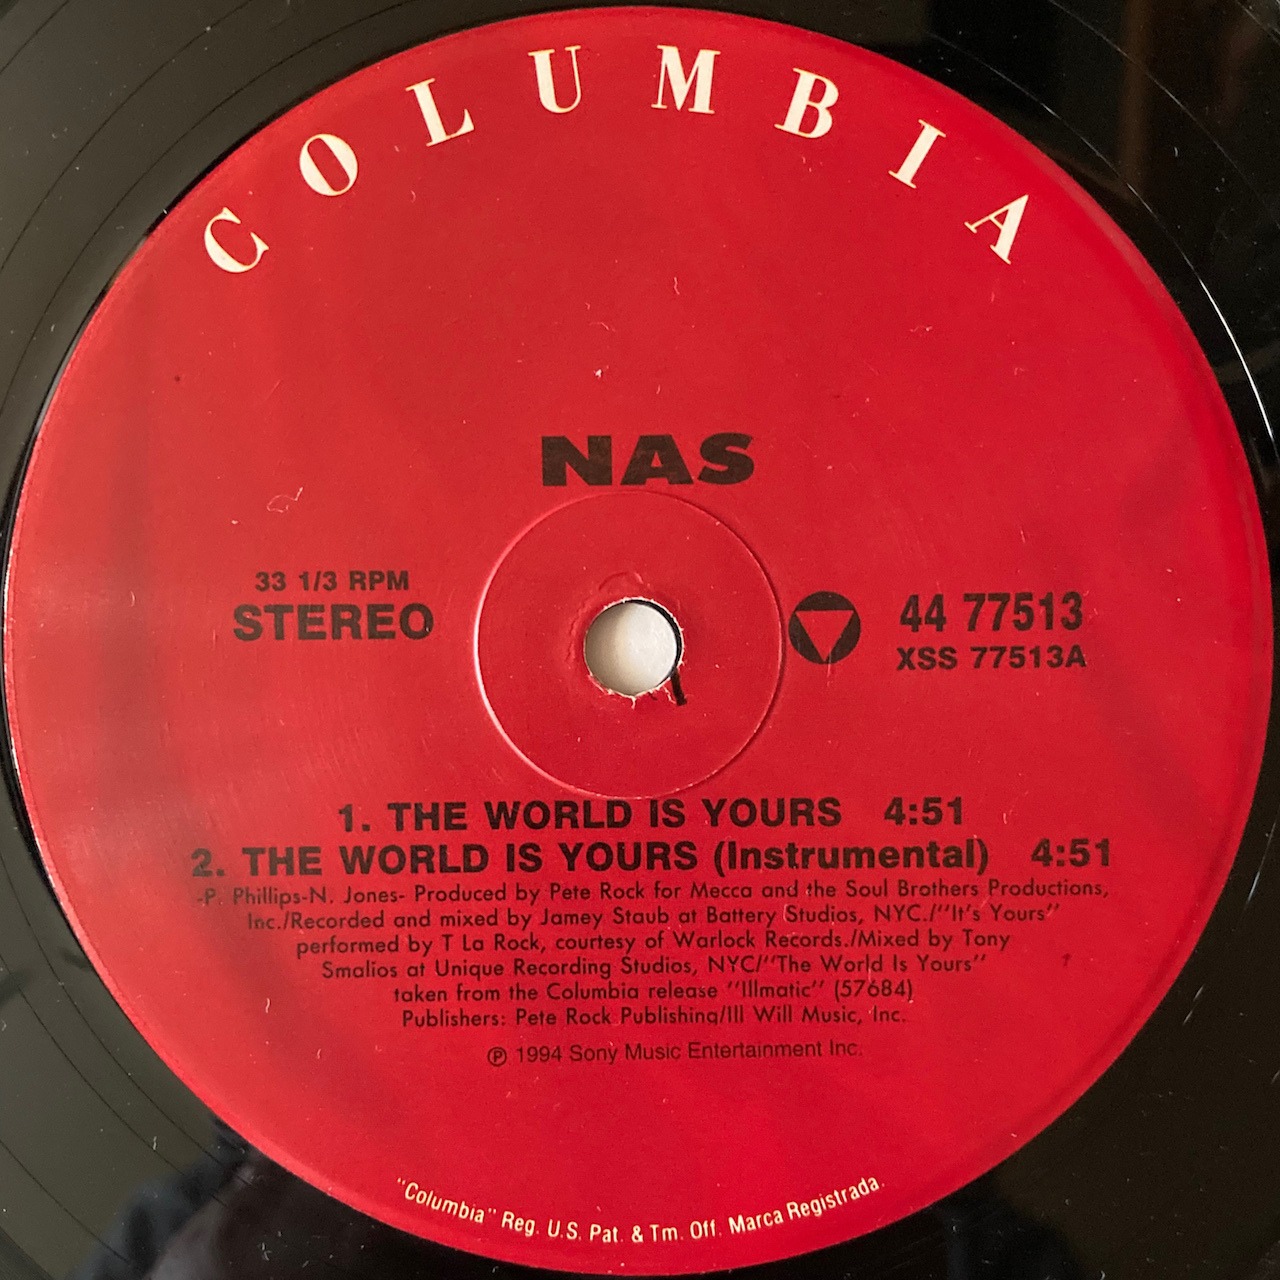 COLUMBIA
NAS
33 1/3 RPM
STEREO
44 77513
XSS 77513A
1. THE WORLD IS YOURS 4:51
2. THE WORLD IS YOURS (Instrumental) 4:51
-P. Phillips-N. Jones- Produced by Pete Rock for Mecca and the Soul Brothers Productions,
Inc./Recorded and mixed by Jamey Staub at Battery Studios, NYC./"It's Yours"
performed by T La Rock, courtesy of Warlock Records./Mixed by Tony
Smalios at Unique Recording Studios, NYC/"The World Is Yours"
taken from the Columbia release "Illmatic" (57684)
Publishers: Pete Rock Publishing/Ill Will Music, Inc.
℗ 1994 Sony Music Entertainment Inc.
"Columbia" Reg. U.S. Pat. & Tm. Off. Marca Registrada.